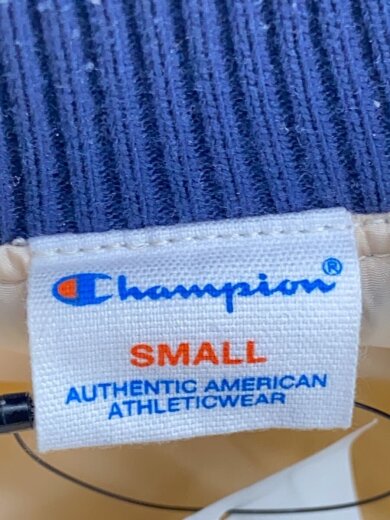 Champion®
SMALL
AUTHENTIC AMERICAN
ATHLETICWEAR